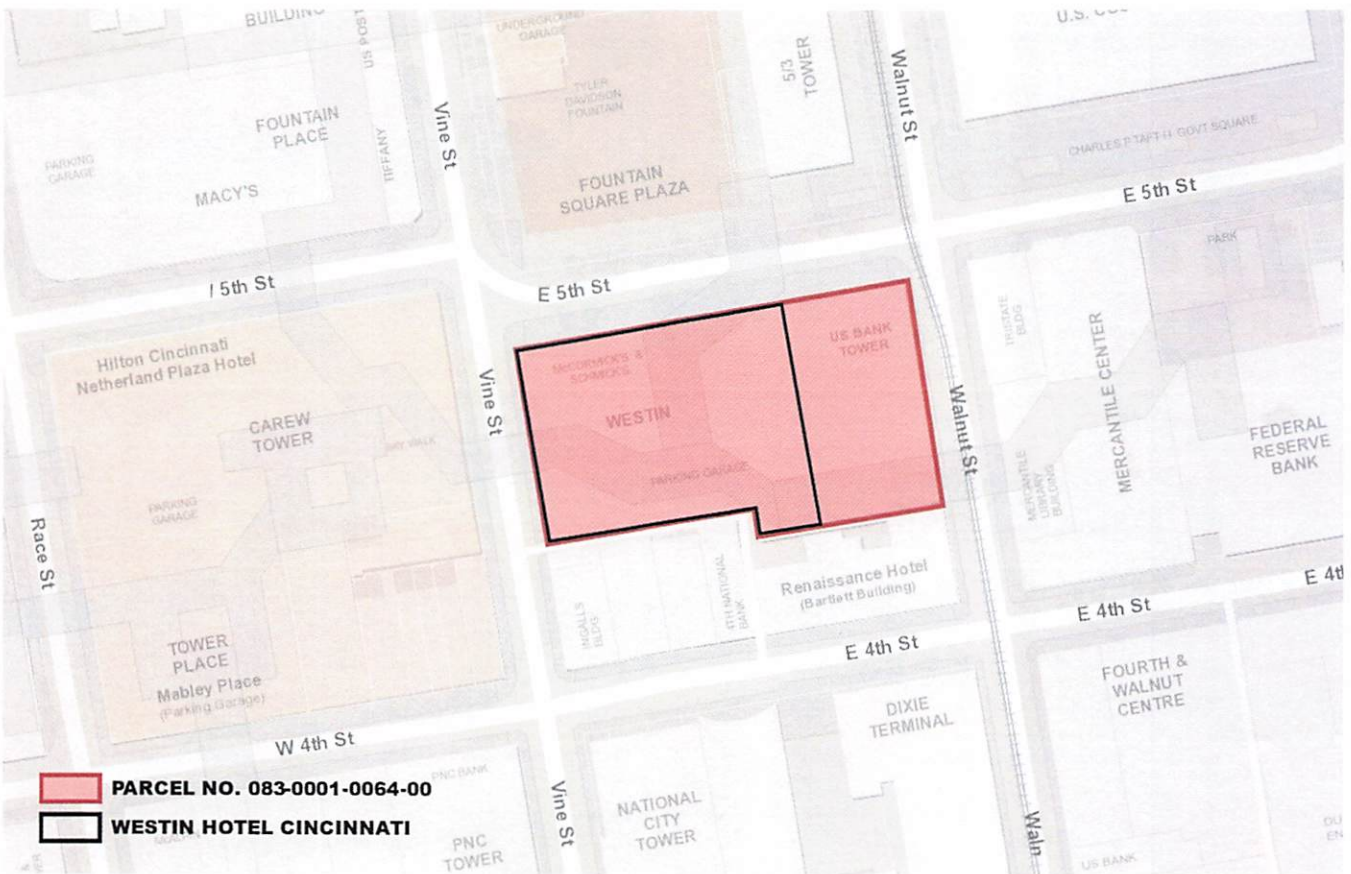 BUILDING
US POST
UNDERGROUND
GARAGE
5/3
TOWER
Walnut St
TYLER
DAVIDSON
FOUNTAIN
FOUNTAIN
PLACE
Vine St
PARKING
GARAGE
TIFFANY
MACY'S
FOUNTAIN
SQUARE PLAZA
CHARLES P TAFT II GOVT SQUARE
E 5th St
PARK
5th St
E 5th St
Hilton Cincinnati
Netherland Plaza Hotel
CAREW
TOWER
SKY WALK
PARKING
GARAGE
Vine St
McCORMICK'S &
SCHMICKS
WESTIN
PARKING GARAGE
US BANK
TOWER
Walnut St
TRISTATE
BLDG
MERCANTILE CENTER
MERCANTILE
LIBRARY
BUILDING
FEDERAL
RESERVE
BANK
Race St
INGALLS
BLDG
4TH NATIONAL
BANK
Renaissance Hotel
(Bartlett Building)
E 4th St
E 4t
E 4th St
TOWER
PLACE
Mabley Place
(Parking Garage)
W 4th St
DIXIE
TERMINAL
FOURTH &
WALNUT
CENTRE
PNC BANK
PARCEL NO. 083-0001-0064-00
WESTIN HOTEL CINCINNATI
PNC
TOWER
Vine St
NATIONAL
CITY
TOWER
Waln
US BANK